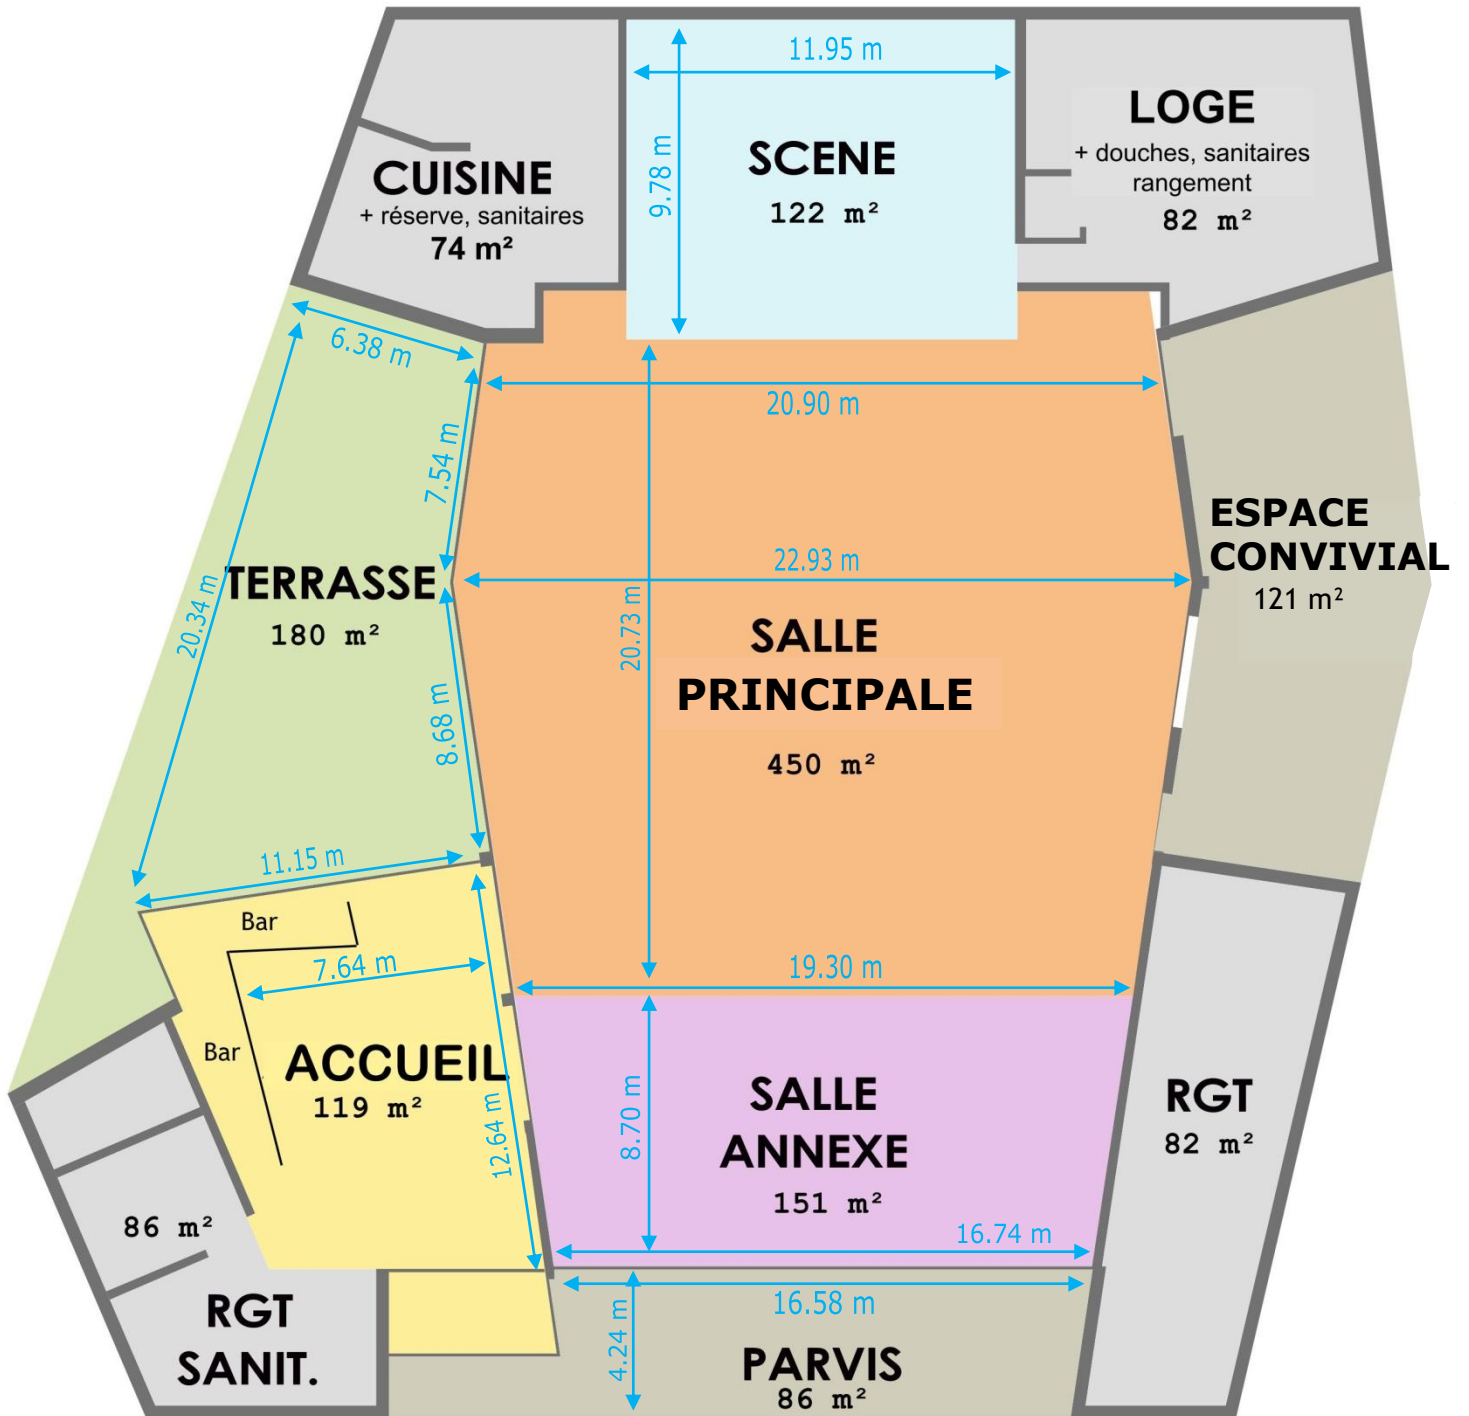 11.95 m
9.78 m
SCENE
122 m²
LOGE
+ douches, sanitaires
rangement
82 m²
CUISINE
+ réserve, sanitaires
74 m²
6.38 m
7.54 m
20.90 m
20.34 m
TERRASSE
180 m²
8.68 m
22.93 m
20.73 m
SALLE
PRINCIPALE
450 m²
ESPACE
CONVIVIAL
121 m²
11.15 m
Bar
7.64 m
Bar
ACCUEIL
119 m²
12.64 m
19.30 m
8.70 m
SALLE
ANNEXE
151 m²
16.74 m
RGT
82 m²
86 m²
RGT
SANIT.
16.58 m
4.24 m
PARVIS
86 m²